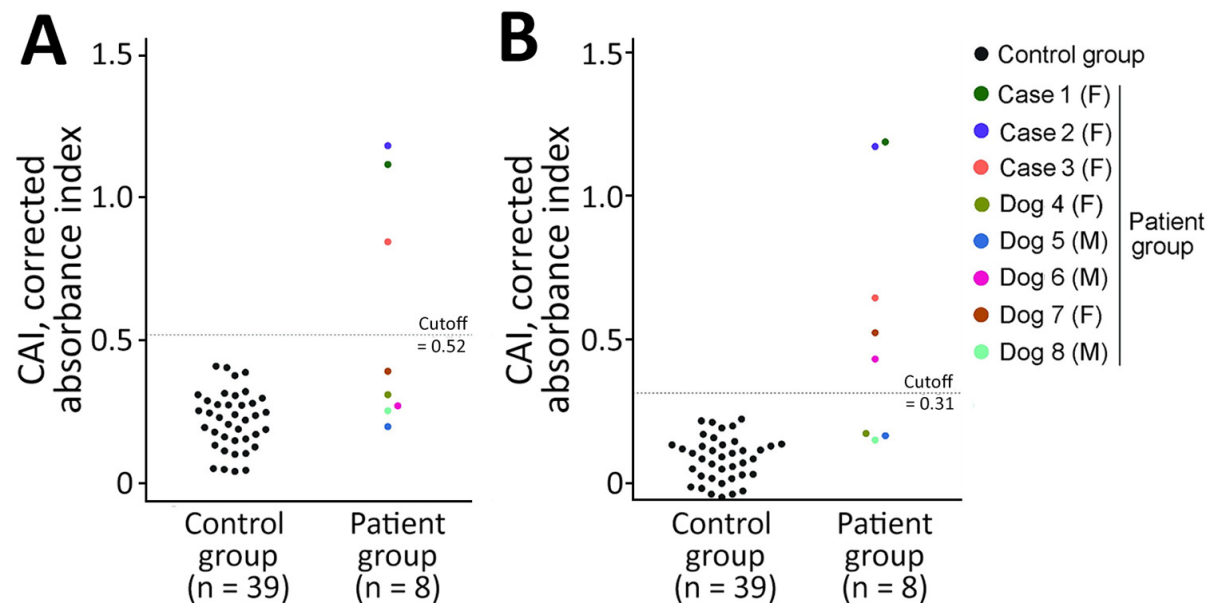 A
CAI, corrected
absorbance index
1.5
1.0
0.5
0
Cutoff
= 0.52
Control
group
(n = 39)
Patient
group
(n = 8)
B
CAI, corrected
absorbance index
1.5
1.0
0.5
0
Cutoff
= 0.31
Control
group
(n = 39)
Patient
group
(n = 8)
Control group
Case 1 (F)
Case 2 (F)
Case 3 (F)
Dog 4 (F)
Dog 5 (M)
Dog 6 (M)
Dog 7 (F)
Dog 8 (M)
Patient
group